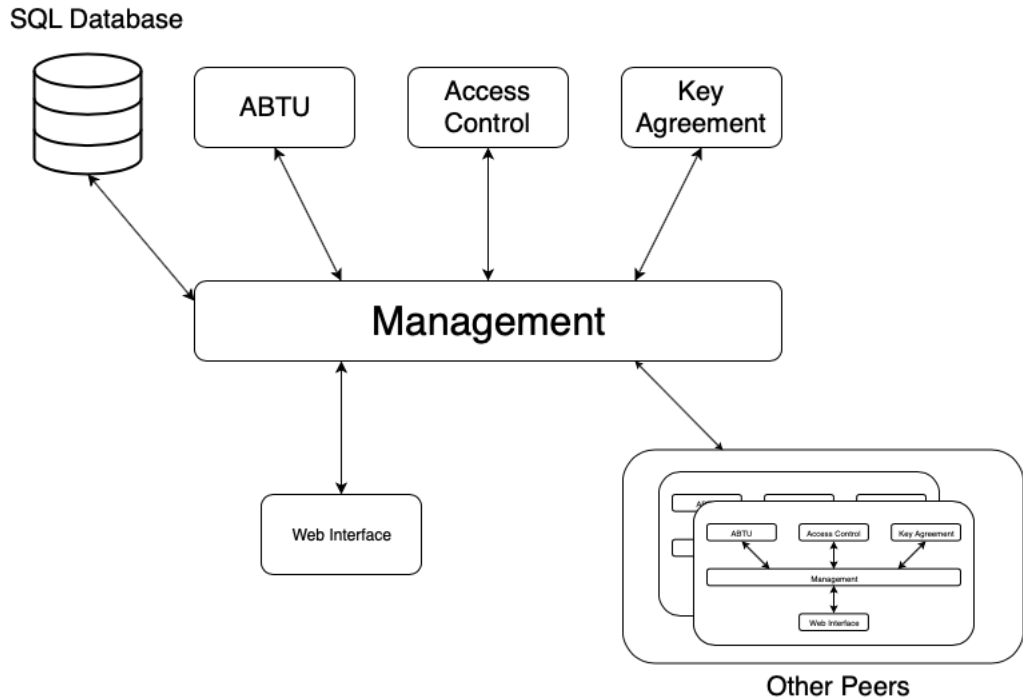 SQL Database
ABTU
Access
Control
Key
Agreement
Management
Web Interface
ABTU
Access Control
Key Agreement
Management
Web Interface
Other Peers